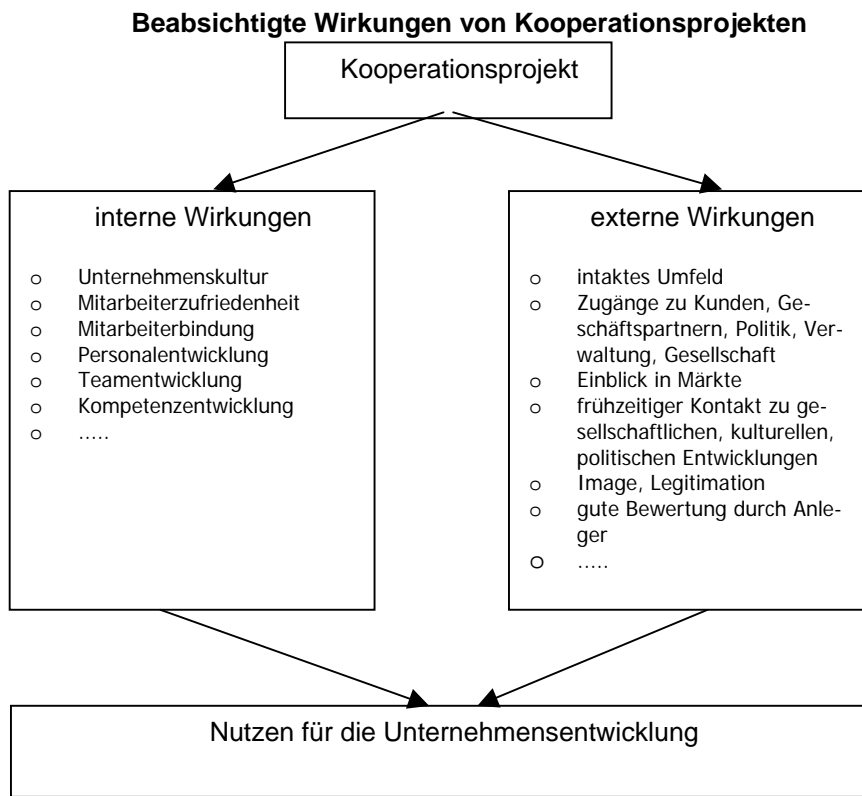 Beabsichtigte Wirkungen von Kooperationsprojekten
Kooperationsprojekt
interne Wirkungen
o Unternehmenskultur
o Mitarbeiterzufriedenheit
o Mitarbeiterbindung
o Personalentwicklung
o Teamentwicklung
o Kompetenzentwicklung
o .....
externe Wirkungen
o intaktes Umfeld
o Zugänge zu Kunden, Ge-
schäftspartnern, Politik, Ver-
waltung, Gesellschaft
o Einblick in Märkte
o frühzeitiger Kontakt zu ge-
sellschaftlichen, kulturellen,
politischen Entwicklungen
o Image, Legitimation
o gute Bewertung durch Anle-
ger
o .....
Nutzen für die Unternehmensentwicklung